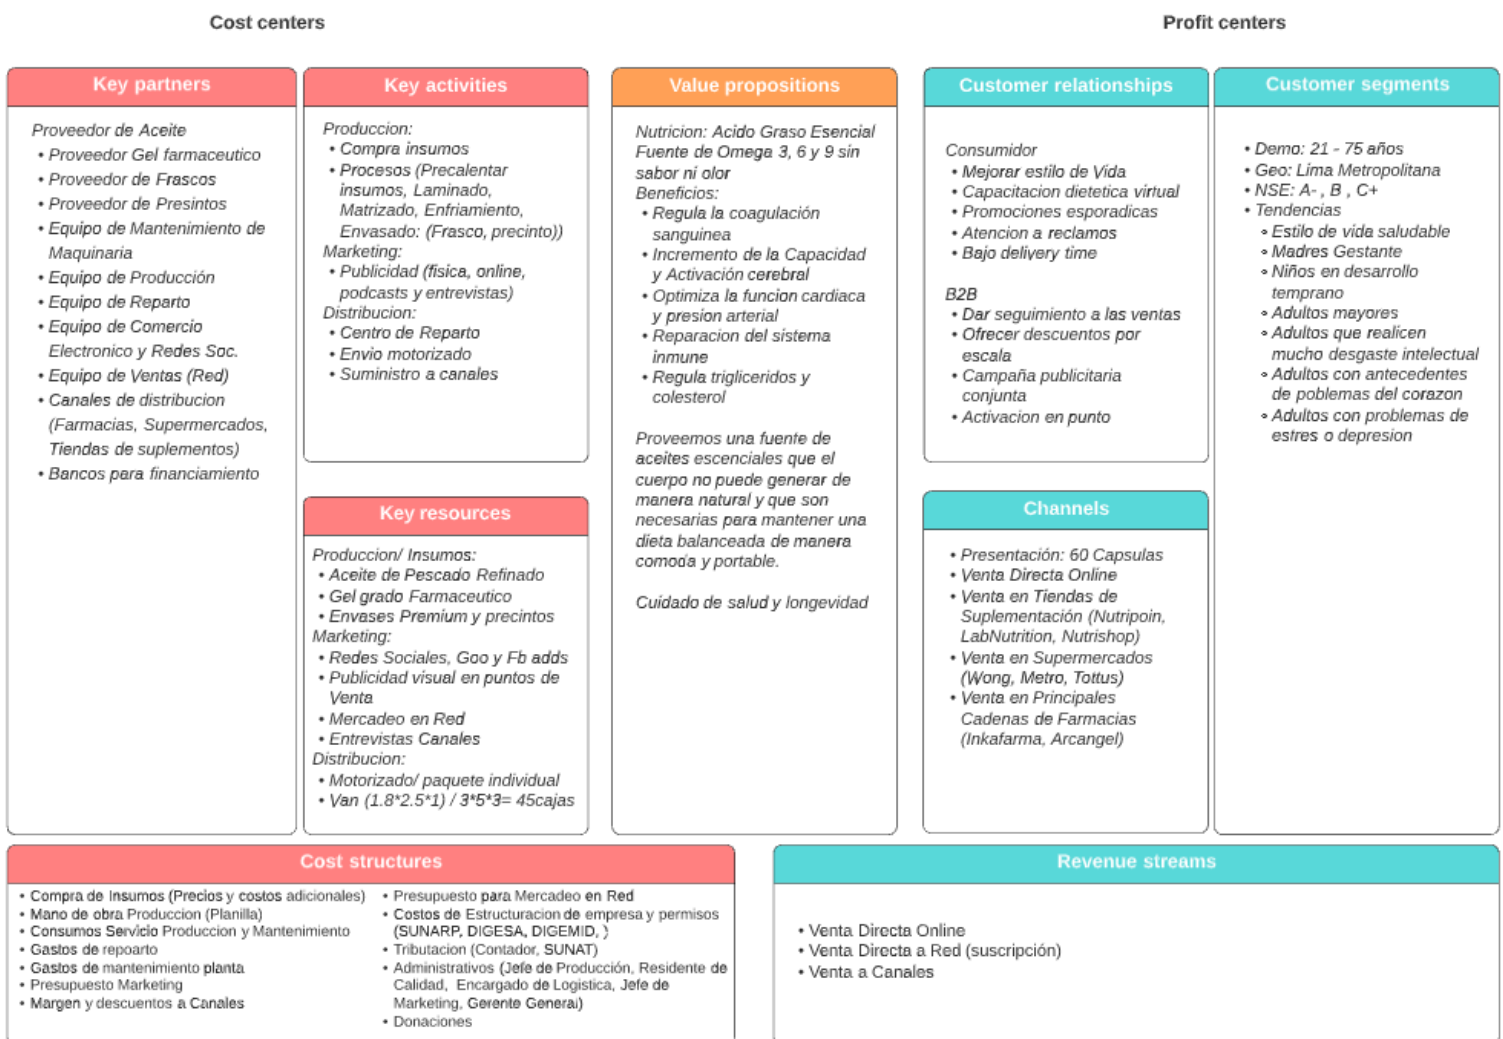 Cost centers
Profit centers
Key partners
Proveedor de Aceite
• Proveedor Gel farmaceutico
• Proveedor de Frascos
• Proveedor de Presintos
• Equipo de Mantenimiento de
Maquinaria
• Equipo de Producción
• Equipo de Reparto
• Equipo de Comercio
Electronico y Redes Soc.
• Equipo de Ventas (Red)
• Canales de distribucion
(Farmacias, Supermercados,
Tiendas de suplementos)
• Bancos para financiamiento
Key activities
Produccion:
• Compra insumos
• Procesos (Precalentar
insumos, Laminado,
Matrizado, Enfriamiento,
Envasado: (Frasco, precinto))
Marketing:
• Publicidad (fisica, online,
podcasts y entrevistas)
Distribucion:
• Centro de Reparto
• Envio motorizado
• Suministro a canales
Key resources
Produccion/ Insumos:
• Aceite de Pescado Refinado
• Gel grado Farmaceutico
• Envases Premium y precintos
Marketing:
• Redes Sociales, Goo y Fb adds
• Publicidad visual en puntos de
Venta
• Mercadeo en Red
• Entrevistas Canales
Distribucion:
• Motorizado/ paquete individual
• Van (1.8*2.5*1) / 3*5*3= 45cajas
Value propositions
Nutricion: Acido Graso Esencial
Fuente de Omega 3, 6 y 9 sin
sabor ni olor
Beneficios:
• Regula la coagulación
sanguinea
• Incremento de la Capacidad
y Activación cerebral
• Optimiza la funcion cardiaca
y presion arterial
• Reparacion del sistema
inmune
• Regula trigliceridos y
colesterol
Proveemos una fuente de
aceites escenciales que el
cuerpo no puede generar de
manera natural y que son
necesarias para mantener una
dieta balanceada de manera
comoda y portable.
Cuidado de salud y longevidad
Customer relationships
Consumidor
• Mejorar estilo de Vida
• Capacitacion dietetica virtual
• Promociones esporadicas
• Atencion a reclamos
• Bajo delivery time
B2B
• Dar seguimiento a las ventas
• Ofrecer descuentos por
escala
• Campaña publicitaria
conjunta
• Activacion en punto
Channels
• Presentación: 60 Capsulas
• Venta Directa Online
• Venta en Tiendas de
Suplementación (Nutripoin,
LabNutrition, Nutrishop)
• Venta en Supermercados
(Wong, Metro, Tottus)
• Venta en Principales
Cadenas de Farmacias
(Inkafarma, Arcangel)
Customer segments
• Demo: 21 - 75 años
• Geo: Lima Metropolitana
• NSE: A- , B , C+
• Tendencias
∘ Estilo de vida saludable
∘ Madres Gestante
∘ Niños en desarrollo
temprano
∘ Adultos mayores
∘ Adultos que realicen
mucho desgaste intelectual
∘ Adultos con antecedentes
de poblemas del corazon
∘ Adultos con problemas de
estres o depresion
Cost structures
• Compra de Insumos (Precios y costos adicionales)
• Mano de obra Produccion (Planilla)
• Consumos Servicio Produccion y Mantenimiento
• Gastos de repoarto
• Gastos de mantenimiento planta
• Presupuesto Marketing
• Margen y descuentos a Canales
• Presupuesto para Mercadeo en Red
• Costos de Estructuracion de empresa y permisos
(SUNARP, DIGESA, DIGEMID, )
• Tributacion (Contador, SUNAT)
• Administrativos (Jefe de Producción, Residente de
Calidad, Encargado de Logistica, Jefe de
Marketing, Gerente General)
• Donaciones
Revenue streams
• Venta Directa Online
• Venta Directa a Red (suscripción)
• Venta a Canales